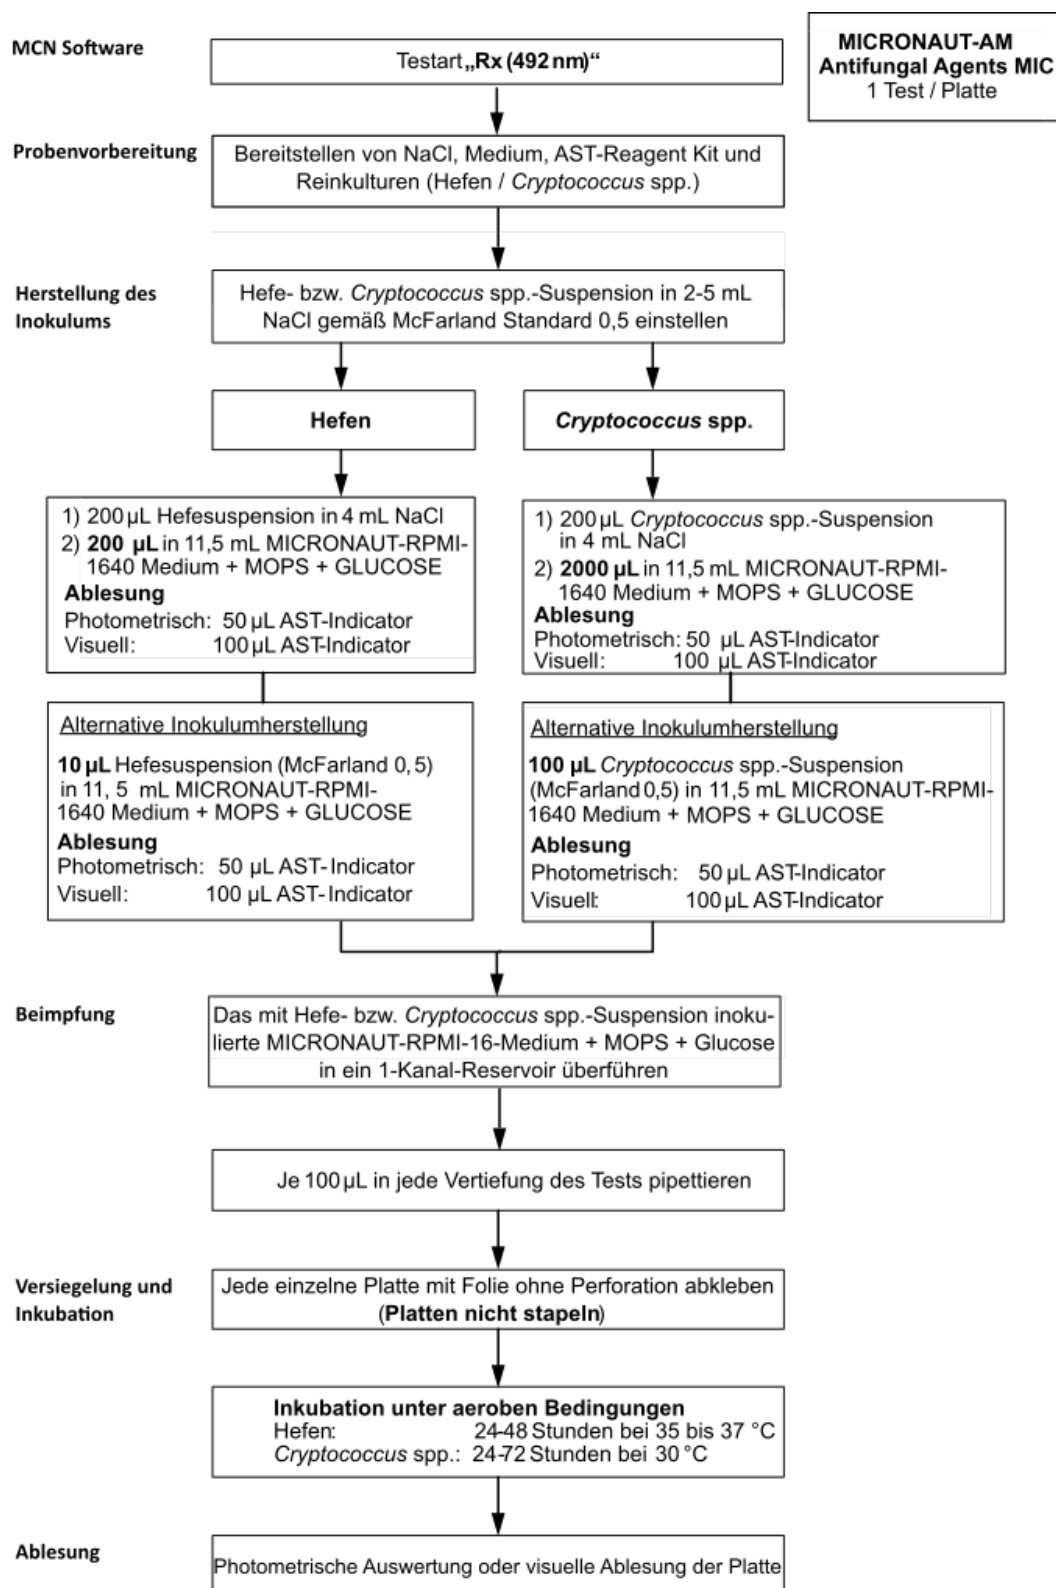 MCN Software
Testart „Rx (492 nm)“
MICRONAUT-AM
Antifungal Agents MIC
1 Test / Platte
Probenvorbereitung
Bereitstellen von NaCl, Medium, AST-Reagent Kit und
Reinkulturen (Hefen / Cryptococcus spp.)
Herstellung des
Inokulums
Hefe- bzw. Cryptococcus spp.-Suspension in 2-5 mL
NaCl gemäß McFarland Standard 0,5 einstellen
Hefen
1) 200 µL Hefesuspension in 4 mL NaCl
2) 200 µL in 11,5 mL MICRONAUT-RPMI-
1640 Medium + MOPS + GLUCOSE
Ablesung
Photometrisch: 50 µL AST-Indicator
Visuell: 100 µL AST-Indicator
Alternative Inokulumherstellung
10 µL Hefesuspension (McFarland 0, 5)
in 11, 5 mL MICRONAUT-RPMI-
1640 Medium + MOPS + GLUCOSE
Ablesung
Photometrisch: 50 µL AST- Indicator
Visuell: 100 µL AST- Indicator
Cryptococcus spp.
1) 200 µL Cryptococcus spp.-Suspension
in 4 mL NaCl
2) 2000 µL in 11,5 mL MICRONAUT-RPMI-
1640 Medium + MOPS + GLUCOSE
Ablesung
Photometrisch: 50 µL AST-Indicator
Visuell: 100 µL AST-Indicator
Alternative Inokulumherstellung
100 µL Cryptococcus spp.-Suspension
(McFarland 0,5) in 11,5 mL MICRONAUT-RPMI-
1640 Medium + MOPS + GLUCOSE
Ablesung
Photometrisch: 50 µL AST-Indicator
Visuell: 100 µL AST-Indicator
Beimpfung
Das mit Hefe- bzw. Cryptococcus spp.-Suspension inoku-
lierte MICRONAUT-RPMI-16-Medium + MOPS + Glucose
in ein 1-Kanal-Reservoir überführen
Je 100 µL in jede Vertiefung des Tests pipettieren
Versiegelung und
Inkubation
Jede einzelne Platte mit Folie ohne Perforation abkleben
(Platten nicht stapeln)
Inkubation unter aeroben Bedingungen
Hefen: 24-48 Stunden bei 35 bis 37 °C
Cryptococcus spp.: 24-72 Stunden bei 30 °C
Ablesung
Photometrische Auswertung oder visuelle Ablesung der Platte